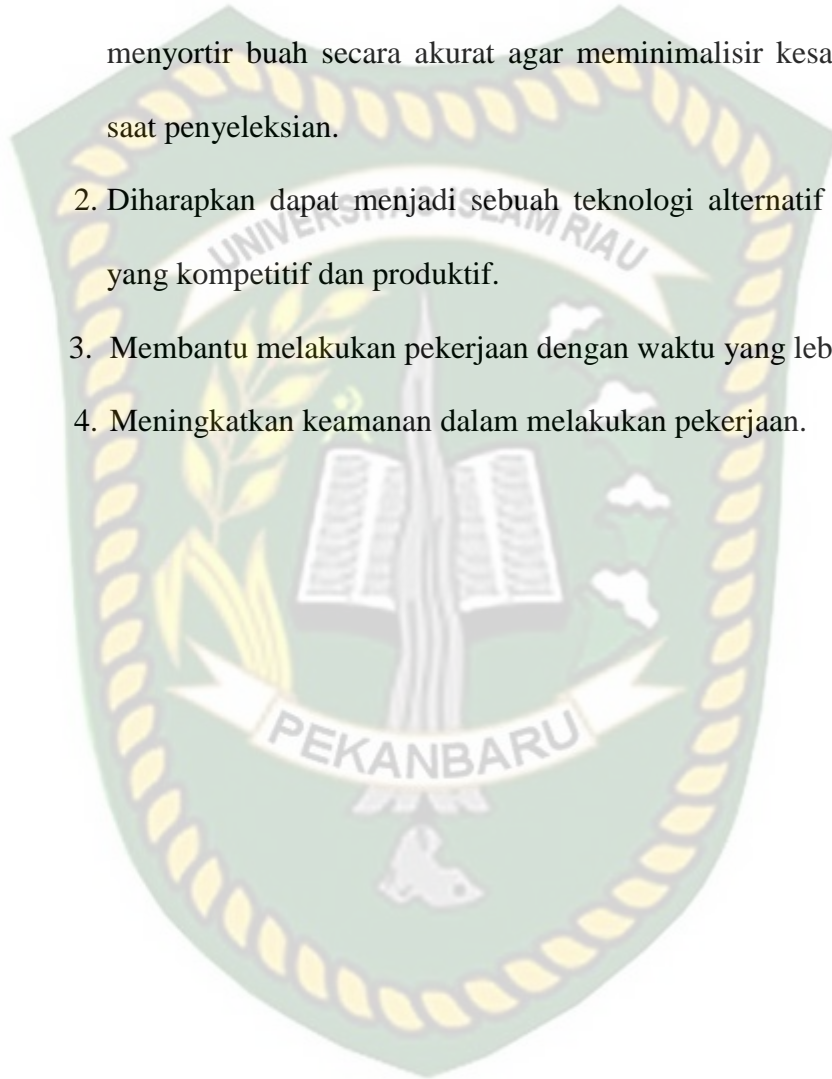 menyortir buah secara akurat agar meminimalisir kesa
saat penyeleksian.
2. Diharapkan dapat menjadi sebuah teknologi alternatif
UNIVERSITAS ISLAM RIAU
yang kompetitif dan produktif.
3. Membantu melakukan pekerjaan dengan waktu yang leb
4. Meningkatkan keamanan dalam melakukan pekerjaan.
PEKANBARU